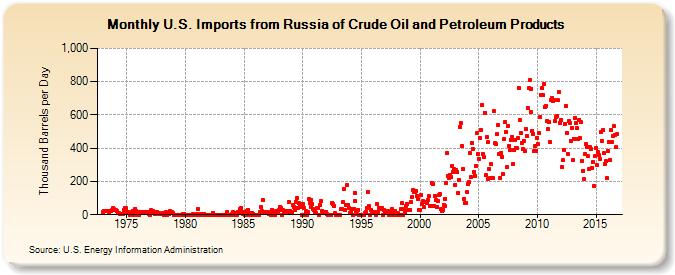 Monthly U.S. Imports from Russia of Crude Oil and Petroleum Products
Thousand Barrels per Day
1,000
800
600
400
200
0
1975 1980 1985 1990 1995 2000 2005 2010 2015
Source: U.S. Energy Information Administration